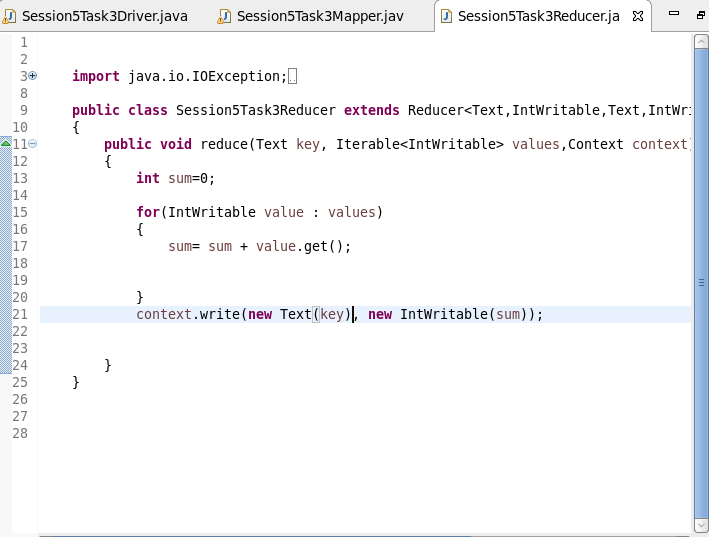 Session5Task3Driver.java Session5Task3Mapper.jav Session5Task3Reducer.ja
1
2
3 import java.io.IOException;
8
9 public class Session5Task3Reducer extends Reducer<Text,IntWritable,Text,IntWri
10 {
11 public void reduce(Text key, Iterable<IntWritable> values,Context context)
12 {
13 int sum=0;
14
15 for(IntWritable value : values)
16 {
17 sum= sum + value.get();
18
19
20 }
21 context.write(new Text(key), new IntWritable(sum));
22
23
24 }
25 }
26
27
28